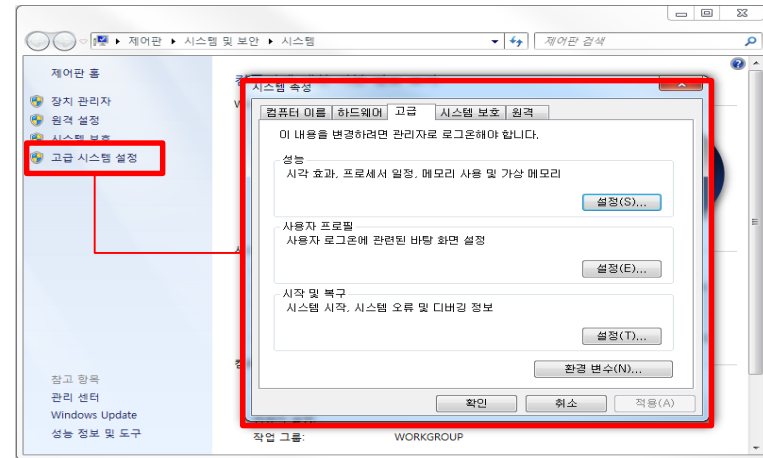 제어판 ▸ 시스템 및 보안 ▸ 시스템
제어판 검색
제어판 홈
장치 관리자
원격 설정
시스템 보호
고급 시스템 설정
참고 항목
관리 센터
Windows Update
성능 정보 및 도구
시스템 속성
컴퓨터 이름 하드웨어 고급 시스템 보호 원격
이 내용을 변경하려면 관리자로 로그온해야 합니다.
성능
시각 효과, 프로세서 일정, 메모리 사용 및 가상 메모리
설정(S)...
사용자 프로필
사용자 로그온에 관련된 바탕 화면 설정
설정(E)...
시작 및 복구
시스템 시작, 시스템 오류 및 디버깅 정보
설정(T)...
환경 변수(N)...
확인 취소 적용(A)
작업 그룹: WORKGROUP